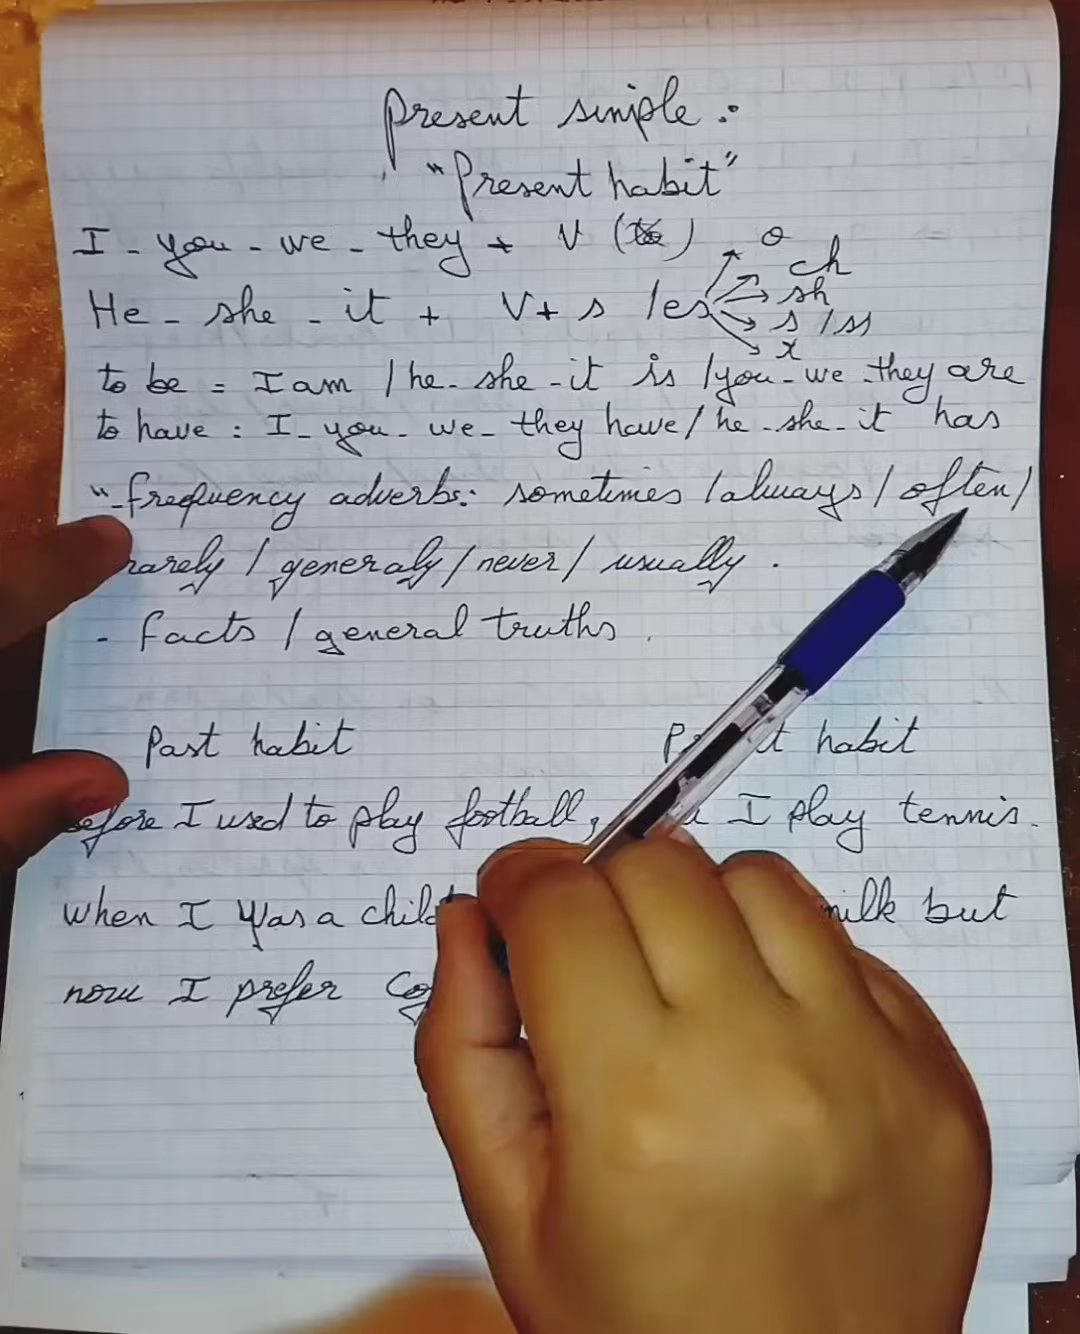 Present simple :
"Present habit"
I - you - we - they + V (to)
o
ch
He - she - it + V + s / es
sh
s / ss
x
to be = I am / he - she - it is / you - we - they are
to have : I - you - we - they have / he - she - it has
"- frequency adverbs: sometimes / always / often /
rarely / generaly / never / usually .
- facts / general truths .
Past habit
habit
before I used to play football, I play tennis.
when I was a child milk but
now I prefer